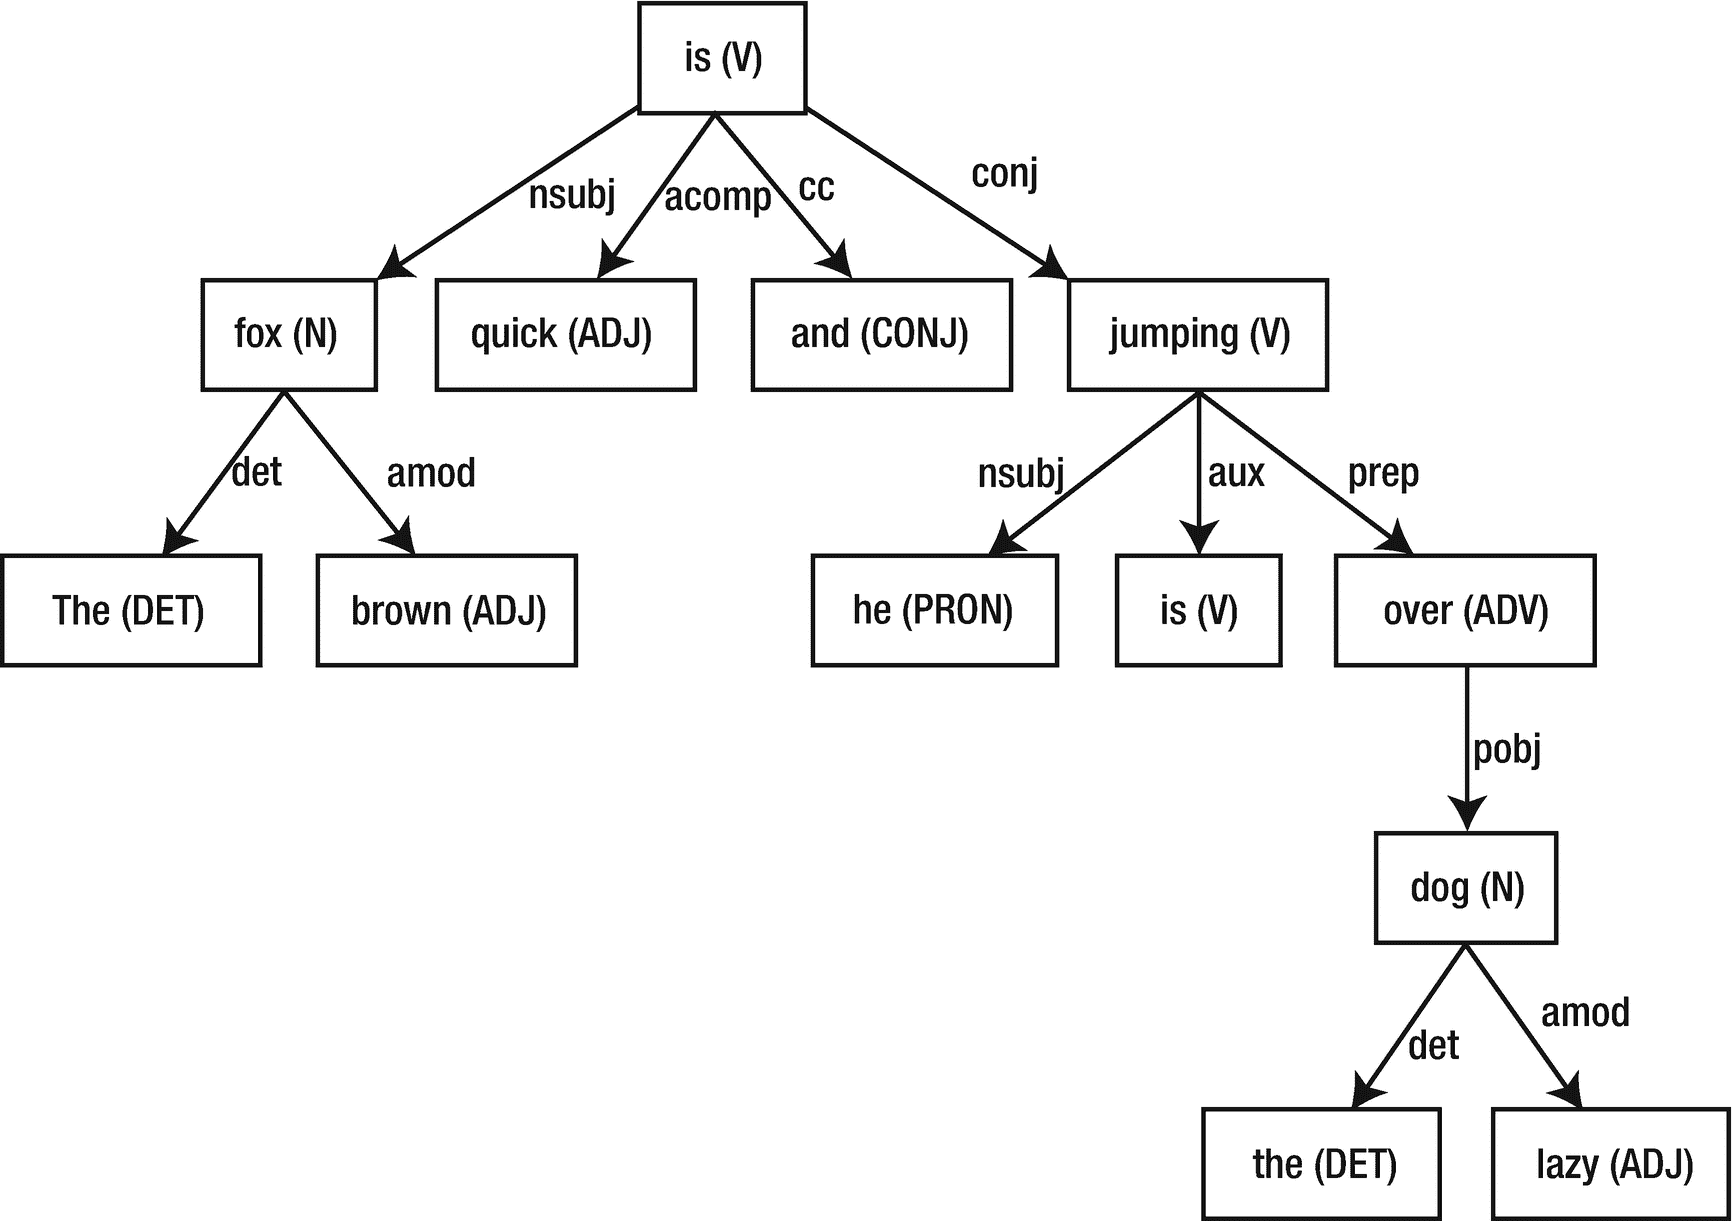 is (V)
nsubj
acomp
cc
conj
fox (N)
quick (ADJ)
and (CONJ)
jumping (V)
det
amod
nsubj
aux
prep
The (DET)
brown (ADJ)
he (PRON)
is (V)
over (ADV)
pobj
dog (N)
det
amod
the (DET)
lazy (ADJ)